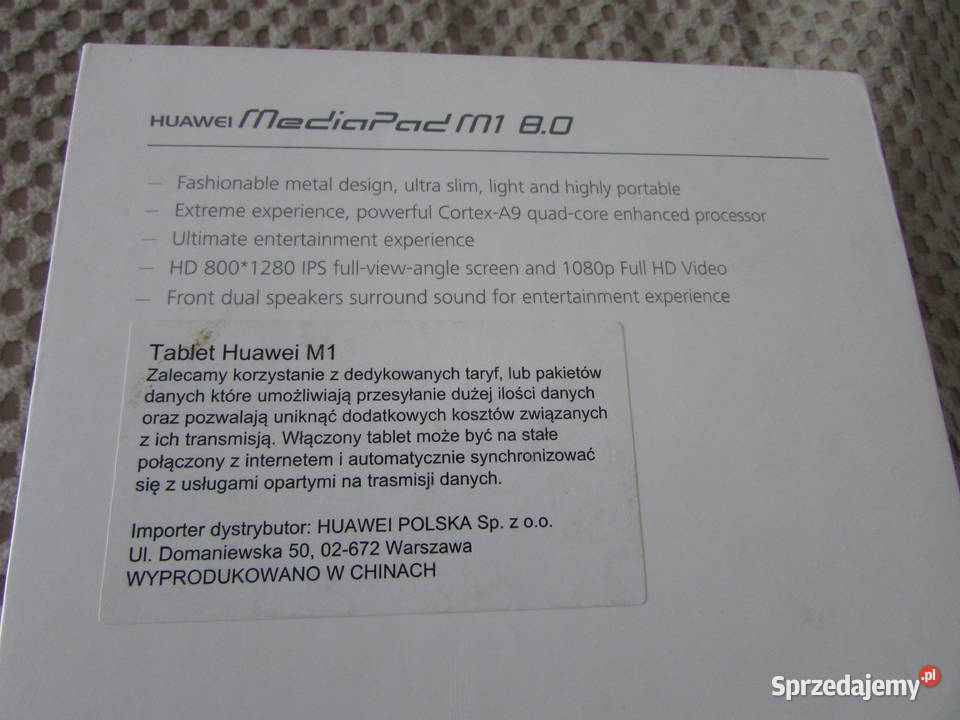 HUAWEI MediaPad M1 8.0
– Fashionable metal design, ultra slim, light and highly portable
– Extreme experience, powerful Cortex-A9 quad-core enhanced processor
– Ultimate entertainment experience
– HD 800*1280 IPS full-view-angle screen and 1080p Full HD Video
– Front dual speakers surround sound for entertainment experience
Tablet Huawei M1
Zalecamy korzystanie z dedykowanych taryf, lub pakietów
danych które umożliwiają przesyłanie dużej ilości danych
oraz pozwalają uniknąć dodatkowych kosztów związanych
z ich transmisją. Włączony tablet może być na stałe
połączony z internetem i automatycznie synchronizować
się z usługami opartymi na trasmisji danych.
Importer dystrybutor: HUAWEI POLSKA Sp. z o.o.
Ul. Domaniewska 50, 02-672 Warszawa
WYPRODUKOWANO W CHINACH
Sprzedajemy.pl